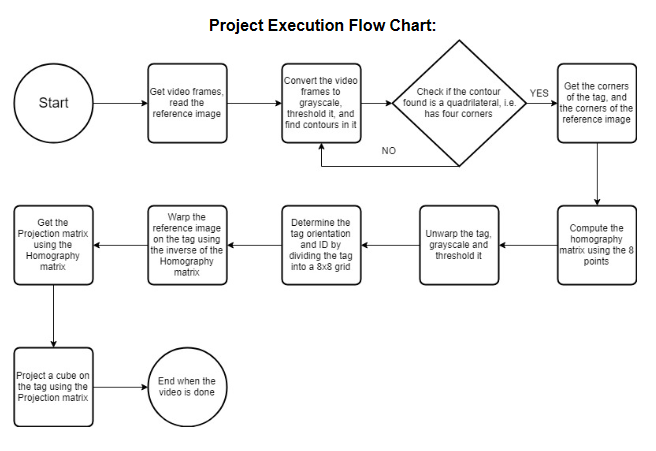 Project Execution Flow Chart:
Start
Get video frames,
read the
reference image
Convert the video
frames to
grayscale,
threshold it, and
find contours in it
Check if the contour
found is a quadrilateral, i.e.
has four corners
YES
NO
Get the corners
of the tag, and
the corners of the
reference image
Compute the
homography
matrix using the 8
points
Unwarp the tag,
grayscale and
threshold it
Determine the
tag orientation
and ID by
dividing the tag
into a 8x8 grid
Warp the
reference image
on the tag using
the inverse of the
Homography
matrix
Get the
Projection matrix
using the
Homography
matrix
Project a cube on
the tag using the
Projection matrix
End when the
video is done